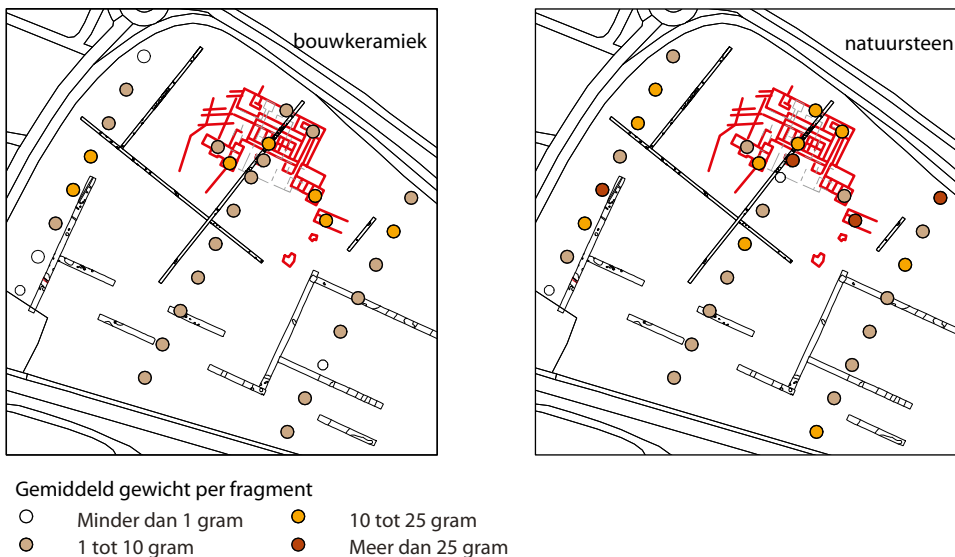 bouwkeramiek
natuursteen
Gemiddeld gewicht per fragment
Minder dan 1 gram
10 tot 25 gram
1 tot 10 gram
Meer dan 25 gram